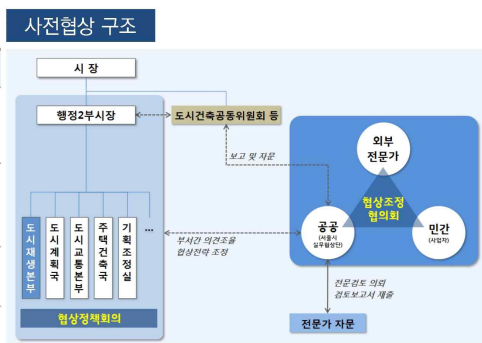 사전협상 구조
시 장
행정2부시장
도시건축공동위원회 등
보고 및 자문
외부
전문가
협상조정
협의회
공공
(서울시
실무협상단)
민간
(사업자)
도시재생본부
도시계획국
도시교통본부
주택건축국
기획조정실
...
부서간 의견조율
협상전략 조정
협상정책회의
전문검토 의뢰
검토보고서 제출
전문가 자문